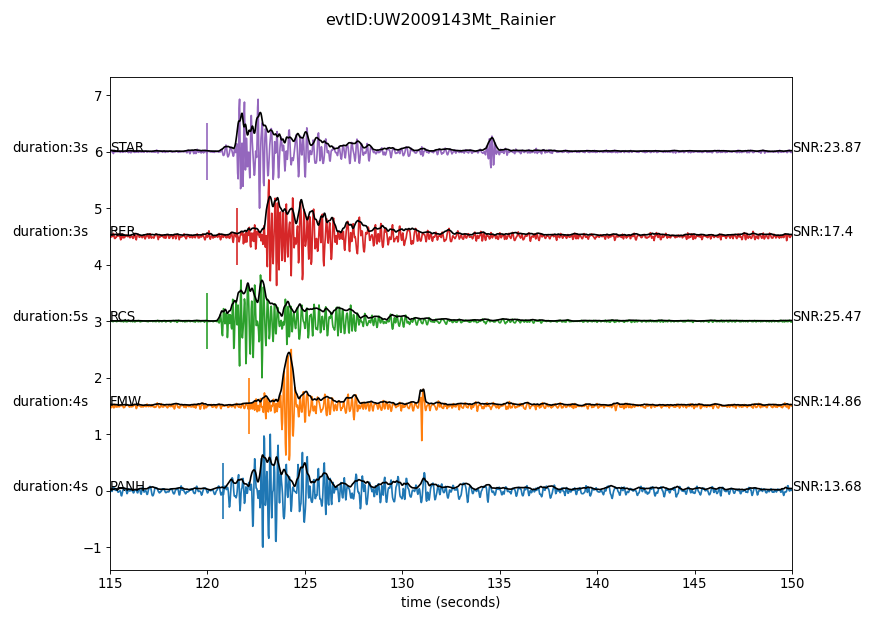 evtID:UW2009143Mt_Rainier
7
duration:3s STAR SNR:23.87
6
5
duration:3s RER SNR:17.4
4
duration:5s RCS SNR:25.47
3
2
duration:4s FMW SNR:14.86
1
duration:4s PANH SNR:13.68
0
−1
115 120 125 130 135 140 145 150
time (seconds)